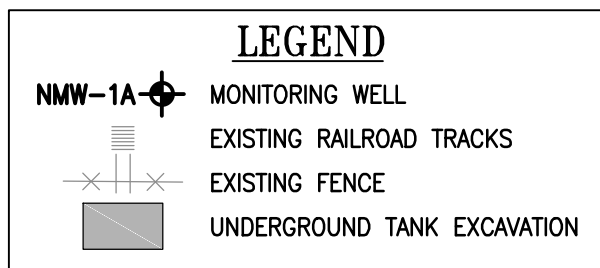 LEGEND
NMW-1A MONITORING WELL
EXISTING RAILROAD TRACKS
EXISTING FENCE
UNDERGROUND TANK EXCAVATION